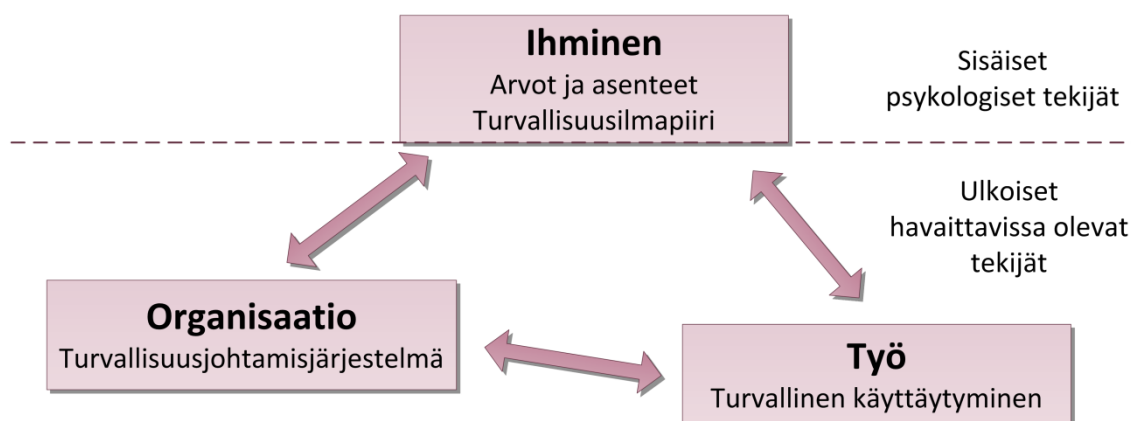 Ihminen
Arvot ja asenteet
Turvallisuusilmapiiri
Sisäiset
psykologiset tekijät
Ulkoiset
havaittavissa olevat
tekijät
Organisaatio
Turvallisuusjohtamisjärjestelmä
Työ
Turvallinen käyttäytyminen